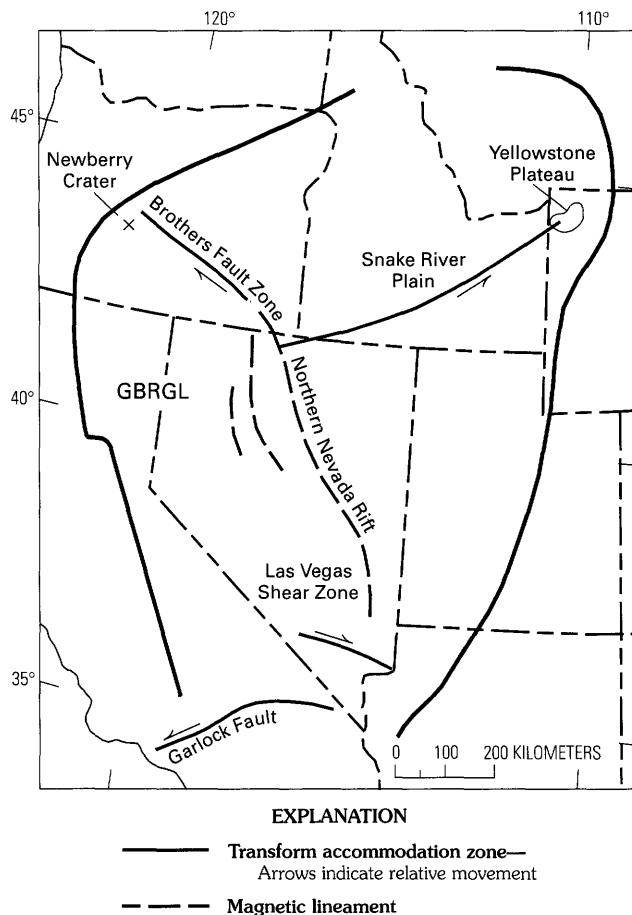 120°
110°
45°
Newberry
Crater
Yellowstone
Plateau
Brothers Fault Zone
Snake River
Plain
40°
GBRGL
Northern Nevada Rift
Las Vegas
Shear Zone
35°
Garlock Fault
0 100 200 KILOMETERS
EXPLANATION
Transform accommodation zone—
Arrows indicate relative movement
Magnetic lineament